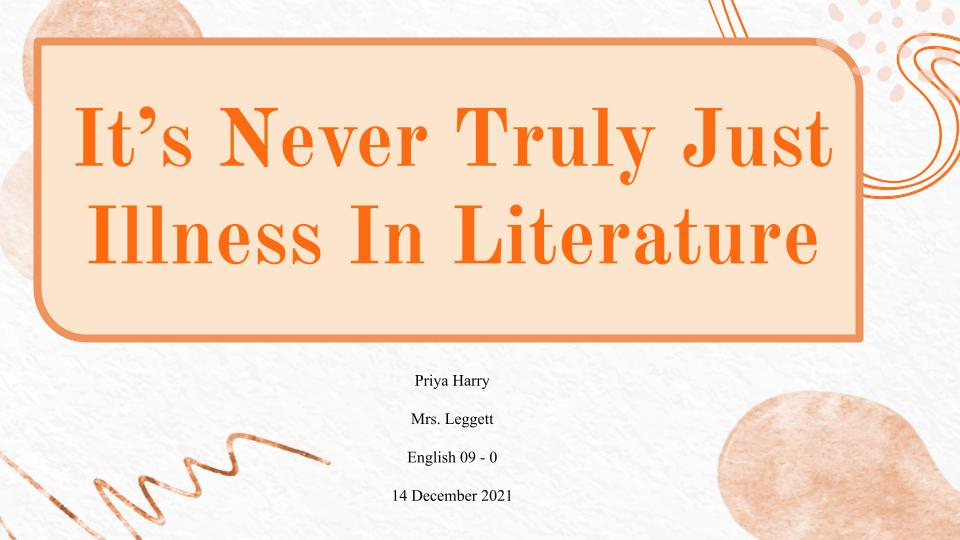 It’s Never Truly Just
Illness In Literature
Priya Harry
Mrs. Leggett
English 09 - 0
14 December 2021